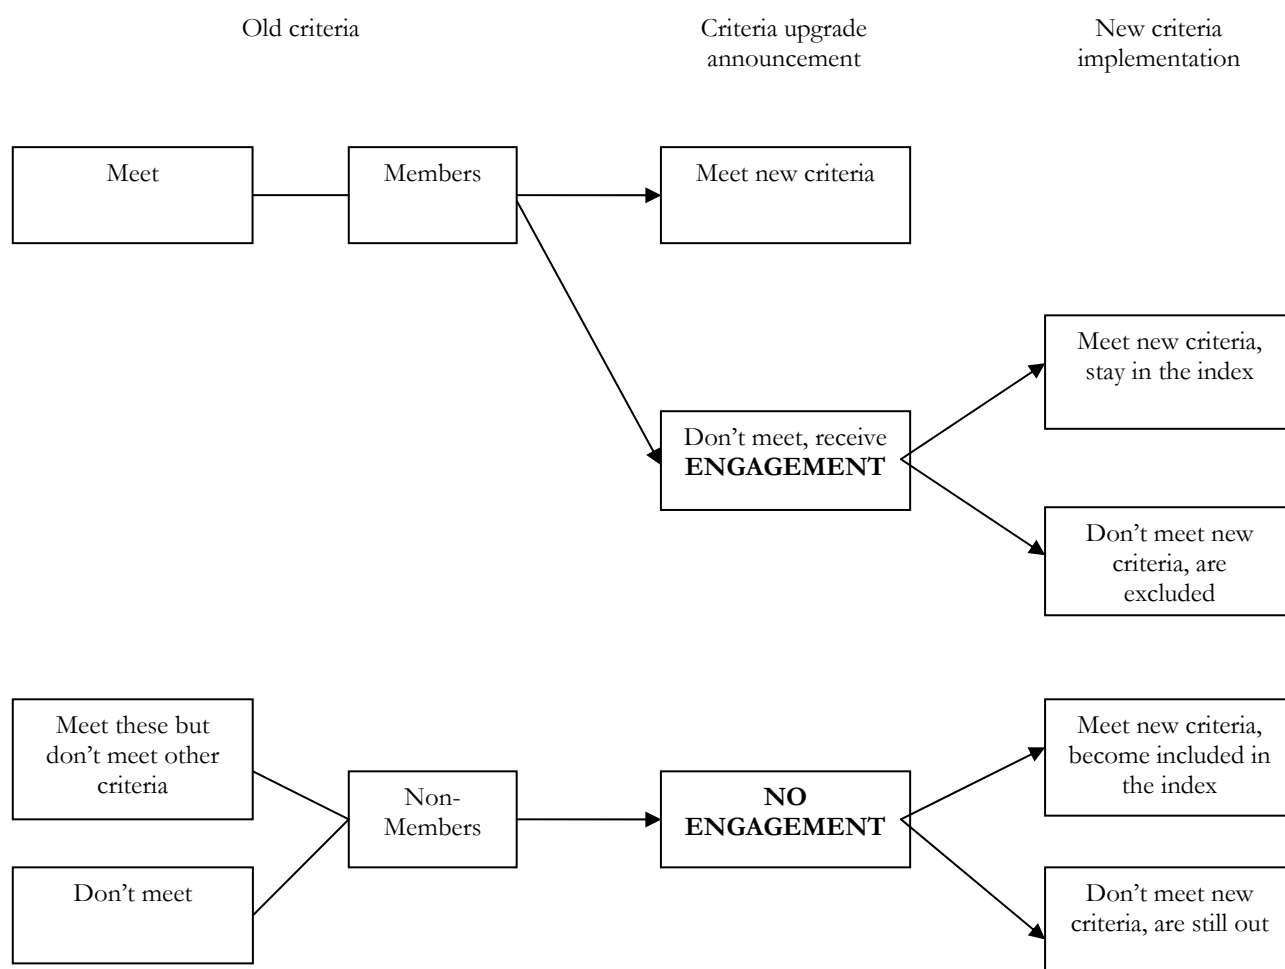 Old criteria
Criteria upgrade
announcement
New criteria
implementation
Meet
Members
Meet new criteria
Meet new criteria,
stay in the index
Don’t meet, receive
ENGAGEMENT
Don’t meet new
criteria, are
excluded
Meet these but
don’t meet other
criteria
Non-
Members
NO
ENGAGEMENT
Meet new criteria,
become included in
the index
Don’t meet
Don’t meet new
criteria, are still out